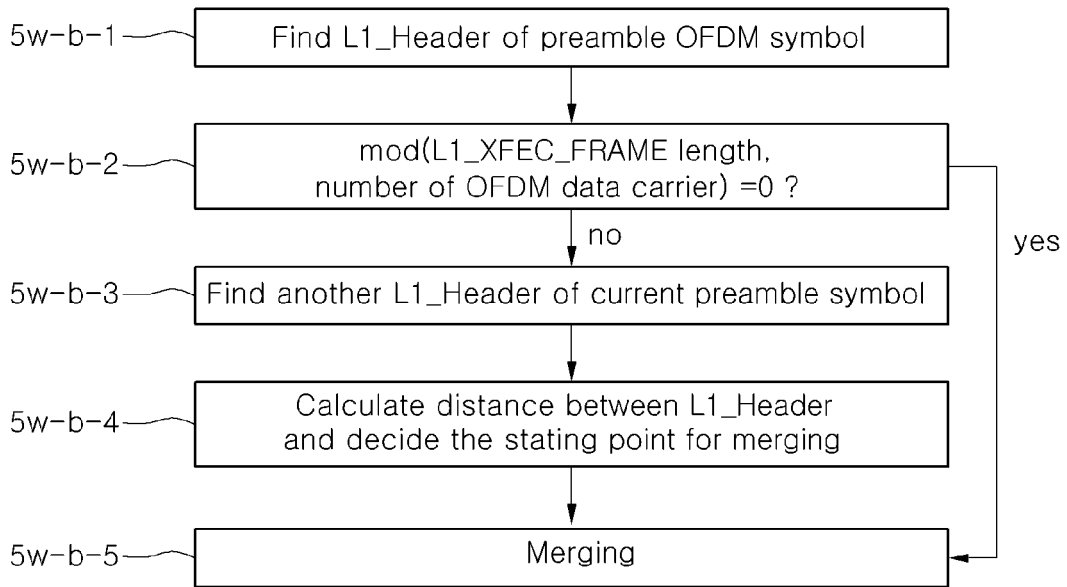 5w-b-1
Find L1_Header of preamble OFDM symbol
5w-b-2
mod(L1_XFEC_FRAME length,
number of OFDM data carrier) =0 ?
no
yes
5w-b-3
Find another L1_Header of current preamble symbol
5w-b-4
Calculate distance between L1_Header
and decide the stating point for merging
5w-b-5
Merging